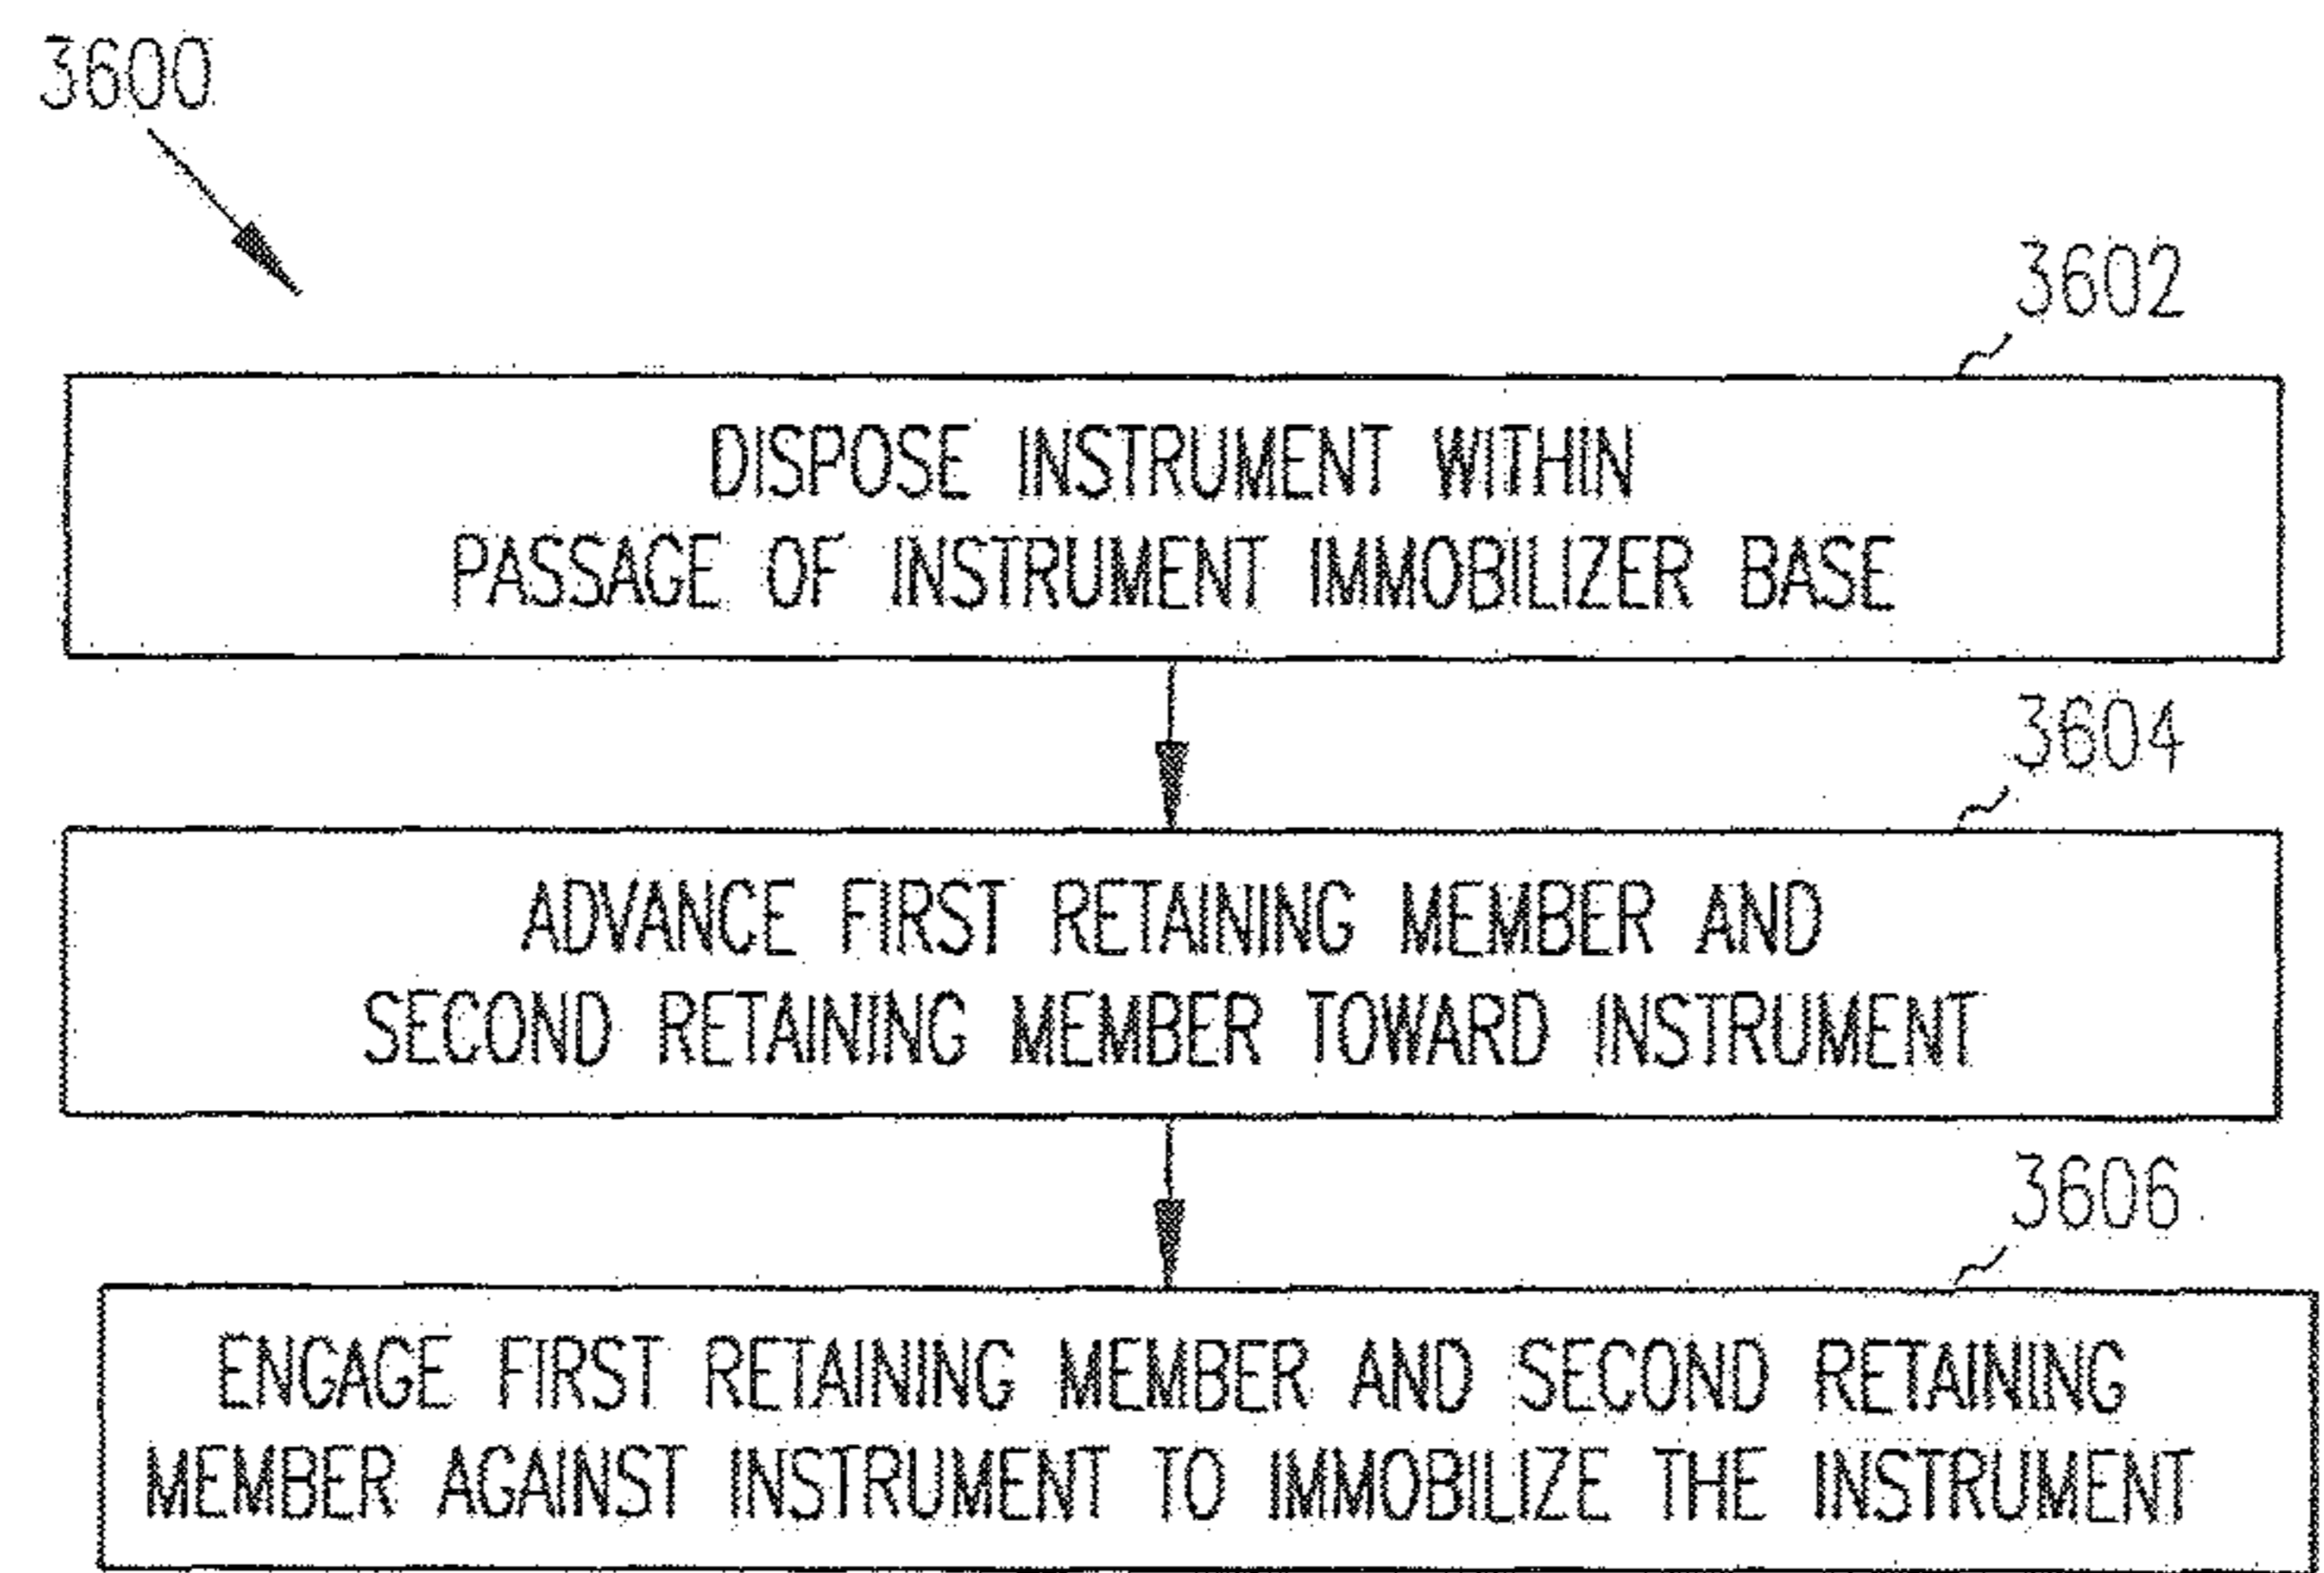 3600
3602
DISPOSE INSTRUMENT WITHIN
PASSAGE OF INSTRUMENT IMMOBILIZER BASE
3604
ADVANCE FIRST RETAINING MEMBER AND
SECOND RETAINING MEMBER TOWARD INSTRUMENT
3606
ENGAGE FIRST RETAINING MEMBER AND SECOND RETAINING
MEMBER AGAINST INSTRUMENT TO IMMOBILIZE THE INSTRUMENT